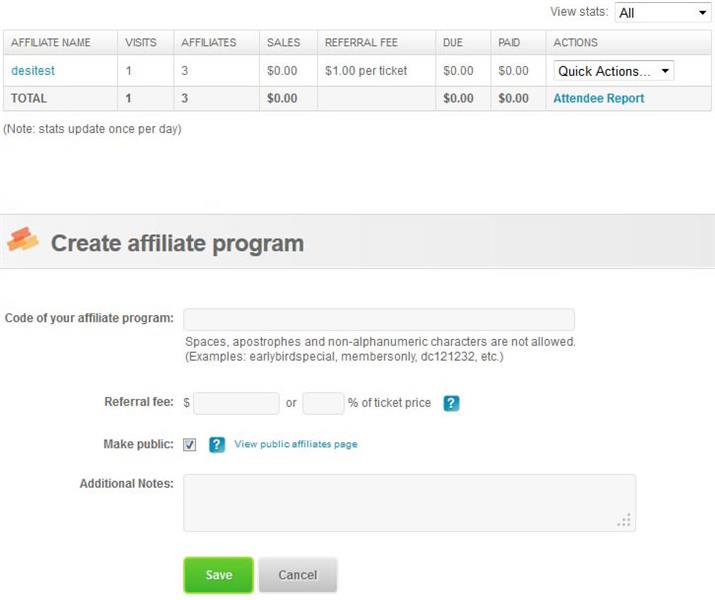 View stats: All
AFFILIATE NAME VISITS AFFILIATES SALES REFERRAL FEE DUE PAID ACTIONS
desitest 1 3 $0.00 $1.00 per ticket $0.00 $0.00 Quick Actions...
TOTAL 1 3 $0.00 $0.00 $0.00 Attendee Report
(Note: stats update once per day)
Create affiliate program
Code of your affiliate program:
Spaces, apostrophes and non-alphanumeric characters are not allowed.
(Examples: earlybirdspecial, membersonly, dc121232, etc.)
Referral fee: $ or % of ticket price ?
Make public: ? View public affiliates page
Additional Notes:
Save Cancel